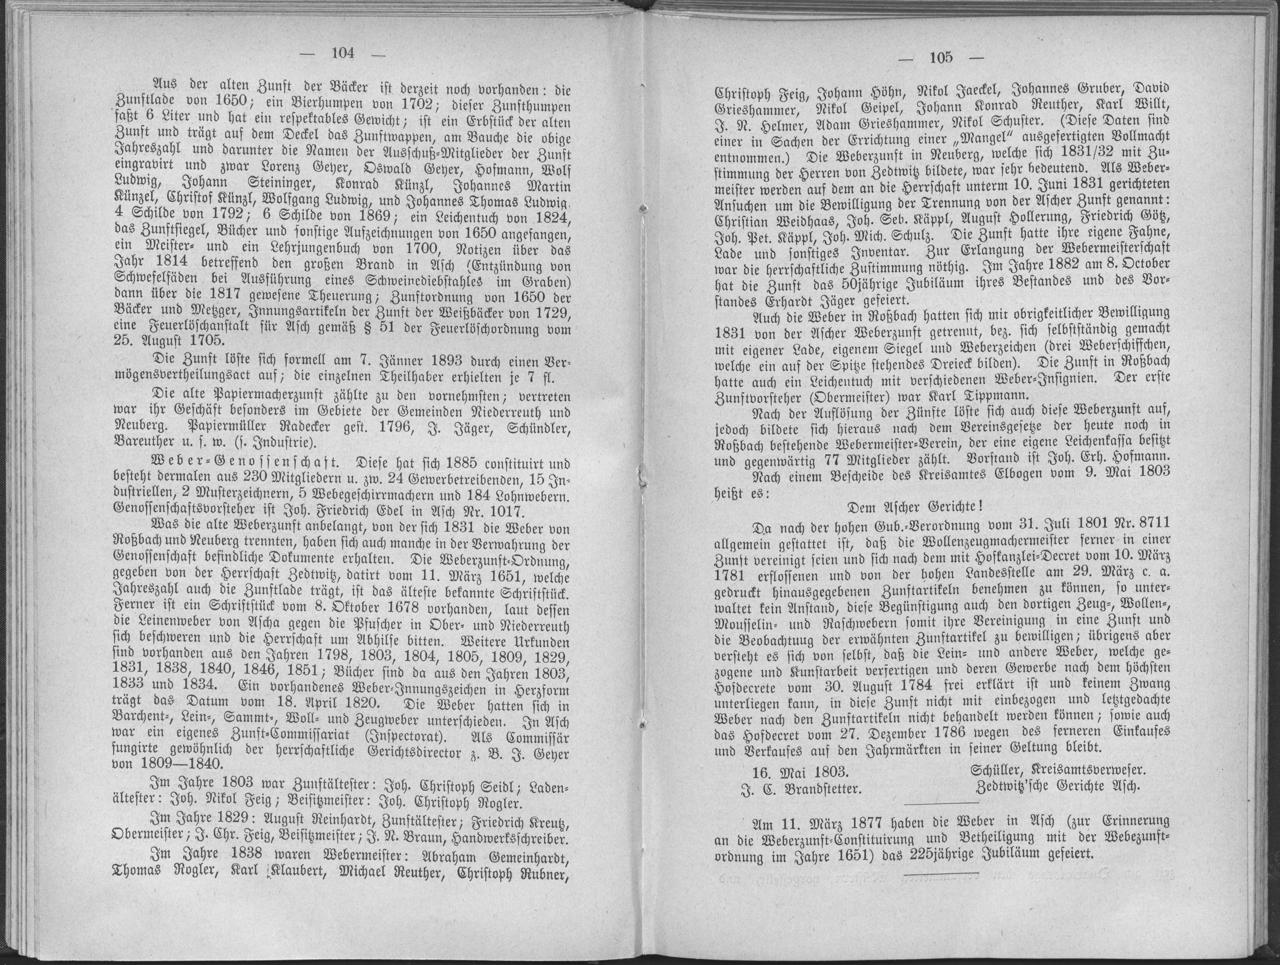 — 104 —
Aus der alten Zunft der Bäcker ist derzeit noch vorhanden: die
Zunftlade von 1650; ein Bierhumpen von 1702; dieser Zunfthumpen
faßt 6 Liter und hat ein respektables Gewicht; ist ein Erbstück der alten
Zunft und trägt auf dem Deckel das Zunftwappen, am Bauche die obige
Jahreszahl und darunter die Namen der Ausschuß-Mitglieder der Zunft
eingravirt und zwar Lorenz Geyer, Oswald Geyer, Hofmann, Wolf
Ludwig, Johann Steininger, Konrad Künzl, Johannes Martin
Künzel, Christof Künzl, Wolfgang Ludwig, und Johannes Thomas Ludwig.
4 Schilde von 1792; 6 Schilde von 1869; ein Leichentuch von 1824,
das Zunftsiegel, Bücher und sonstige Aufzeichnungen von 1650 angefangen,
ein Meister- und ein Lehrjungenbuch von 1700, Notizen über das
Jahr 1814 betreffend den großen Brand in Asch (Entzündung von
Schwefelfäden bei Ausführung eines Schweinediebstahles im Graben)
dann über die 1817 gewesene Theuerung; Zunftordnung von 1650 der
Bäcker und Metzger, Innungsartikeln der Zunft der Weißbäcker von 1729,
eine Feuerlöschanstalt für Asch gemäß § 51 der Feuerlöschordnung vom
25. August 1705.
Die Zunft löste sich formell am 7. Jänner 1893 durch einen Ver-
mögensvertheilungsact auf; die einzelnen Theilhaber erhielten je 7 fl.
Die alte Papiermacherzunft zählte zu den vornehmsten; vertreten
war ihr Geschäft besonders im Gebiete der Gemeinden Niederreuth und
Neuberg. Papiermüller Radecker gest. 1796, J. Jäger, Schündler,
Bareuther u. s. w. (s. Industrie).
Weber-Genossenschaft. Diese hat sich 1885 constituirt und
besteht dermalen aus 230 Mitgliedern u. zw. 24 Gewerbetreibenden, 15 In-
dustriellen, 2 Musterzeichnern, 5 Webegeschirrmachern und 184 Lohnwebern.
Genossenschaftsvorsteher ist Joh. Friedrich Edel in Asch Nr. 1017.
Was die alte Weberzunft anbelangt, von der sich 1831 die Weber von
Roßbach und Neuberg trennten, haben sich auch manche in der Verwahrung der
Genossenschaft befindliche Dokumente erhalten. Die Weberzunft-Ordnung,
gegeben von der Herrschaft Zedtwitz, datirt vom 11. März 1651, welche
Jahreszahl auch die Zunftlade trägt, ist das älteste bekannte Schriftstück.
Ferner ist ein Schriftstück vom 8. Oktober 1678 vorhanden, laut dessen
die Leinenweber von Ascha gegen die Pfuscher in Ober- und Niederreuth
sich beschweren und die Herrschaft um Abhilfe bitten. Weitere Urkunden
sind vorhanden aus den Jahren 1798, 1803, 1804, 1805, 1809, 1829,
1831, 1838, 1840, 1846, 1851; Bücher sind da aus den Jahren 1803,
1833 und 1834. Ein vorhandenes Weber-Innungszeichen in Herzform
trägt das Datum vom 18. April 1820. Die Weber hatten sich in
Barchent-, Lein-, Sammt-, Woll- und Zeugweber unterschieden. In Asch
war ein eigenes Zunft-Commissariat (Inspectorat). Als Commissär
fungirte gewöhnlich der herrschaftliche Gerichtsdirector z. B. J. Geyer
von 1809—1840.
Im Jahre 1803 war Zunftältester: Joh. Christoph Seidl; Laden-
ältester: Joh. Nikol Feig; Beisitzmeister: Joh. Christoph Rogler.
Im Jahre 1829: August Reinhardt, Zunftältester; Friedrich Kreutz,
Obermeister; J. Chr. Feig, Beisitzmeister; J. N. Braun, Handwerksschreiber.
Im Jahre 1838 waren Webermeister: Abraham Gemeinhardt,
Thomas Rogler, Karl Klaubert, Michael Reuther, Christoph Rubner,
— 105 —
Christoph Feig, Johann Höhn, Nikol Jaeckel, Johannes Gruber, David
Grieshammer, Nikol Geipel, Johann Konrad Reuther, Karl Willt,
J. N. Helmer, Adam Grieshammer, Nikol Schuster. (Diese Daten sind
einer in Sachen der Errichtung einer „Mangel“ ausgefertigten Vollmacht
entnommen.) Die Weberzunft in Neuberg, welche sich 1831/32 mit Zu-
stimmung der Herren von Zedtwitz bildete, war sehr bedeutend. Als Weber-
meister werden auf dem an die Herrschaft unterm 10. Juni 1831 gerichteten
Ansuchen um die Bewilligung der Trennung von der Ascher Zunft genannt:
Christian Weidhaas, Joh. Seb. Käppl, August Hollerung, Friedrich Götz,
Joh. Pet. Käppl, Joh. Mich. Schulz. Die Zunft hatte ihre eigene Fahne,
Lade und sonstiges Inventar. Zur Erlangung der Webermeisterschaft
war die herrschaftliche Zustimmung nöthig. Im Jahre 1882 am 8. October
hat die Zunft das 50jährige Jubiläum ihres Bestandes und des Vor-
standes Erhardt Jäger gefeiert.
Auch die Weber in Roßbach hatten sich mit obrigkeitlicher Bewilligung
1831 von der Ascher Weberzunft getrennt, bez. sich selbstständig gemacht
mit eigener Lade, eigenem Siegel und Weberzeichen (drei Weberschiffchen,
welche ein auf der Spitze stehendes Dreieck bilden). Die Zunft in Roßbach
hatte auch ein Leichentuch mit verschiedenen Weber-Insignien. Der erste
Zunftvorsteher (Obermeister) war Karl Tippmann.
Nach der Auflösung der Zünfte löste sich auch diese Weberzunft auf,
jedoch bildete sich hieraus nach dem Vereinsgesetze der heute noch in
Roßbach bestehende Webermeister-Verein, der eine eigene Leichenkassa besitzt
und gegenwärtig 77 Mitglieder zählt. Vorstand ist Joh. Erh. Hofmann.
Nach einem Bescheide des Kreisamtes Elbogen vom 9. Mai 1803
heißt es:
Dem Ascher Gerichte!
Da nach der hohen Gub.-Verordnung vom 31. Juli 1801 Nr. 8711
allgemein gestattet ist, daß die Wollenzeugmachermeister ferner in einer
Zunft vereinigt seien und sich nach dem mit Hofkanzlei-Decret vom 10. März
1781 erflossenen und von der hohen Landesstelle am 29. März c. a.
gedruckt hinausgegebenen Zunftartikeln benehmen zu können, so unter-
waltet kein Anstand, diese Begünstigung auch den dortigen Zeug-, Wollen-,
Mousselin- und Raschwebern somit ihre Vereinigung in eine Zunft und
die Beobachtuug der erwähnten Zunftartikel zu bewilligen; übrigens aber
versteht es sich von selbst, daß die Lein- und andere Weber, welche ge-
zogene und Kunstarbeit verfertigen und deren Gewerbe nach dem höchsten
Hofdecrete vom 30. August 1784 frei erklärt ist und keinem Zwang
unterliegen kann, in diese Zunft nicht mit einbezogen und letztgedachte
Weber nach den Zunftartikeln nicht behandelt werden können; sowie auch
das Hofdecret vom 27. Dezember 1786 wegen des ferneren Einkaufes
und Verkaufes auf den Jahrmärkten in seiner Geltung bleibt.
16. Mai 1803. Schüller, Kreisamtsverweser.
J. C. Brandstetter. Zedtwitz'sche Gerichte Asch.
Am 11. März 1877 haben die Weber in Asch (zur Erinnerung
an die Weberzunft-Constituirung und Betheiligung mit der Webezunft-
ordnung im Jahre 1651) das 225jährige Jubiläum gefeiert.